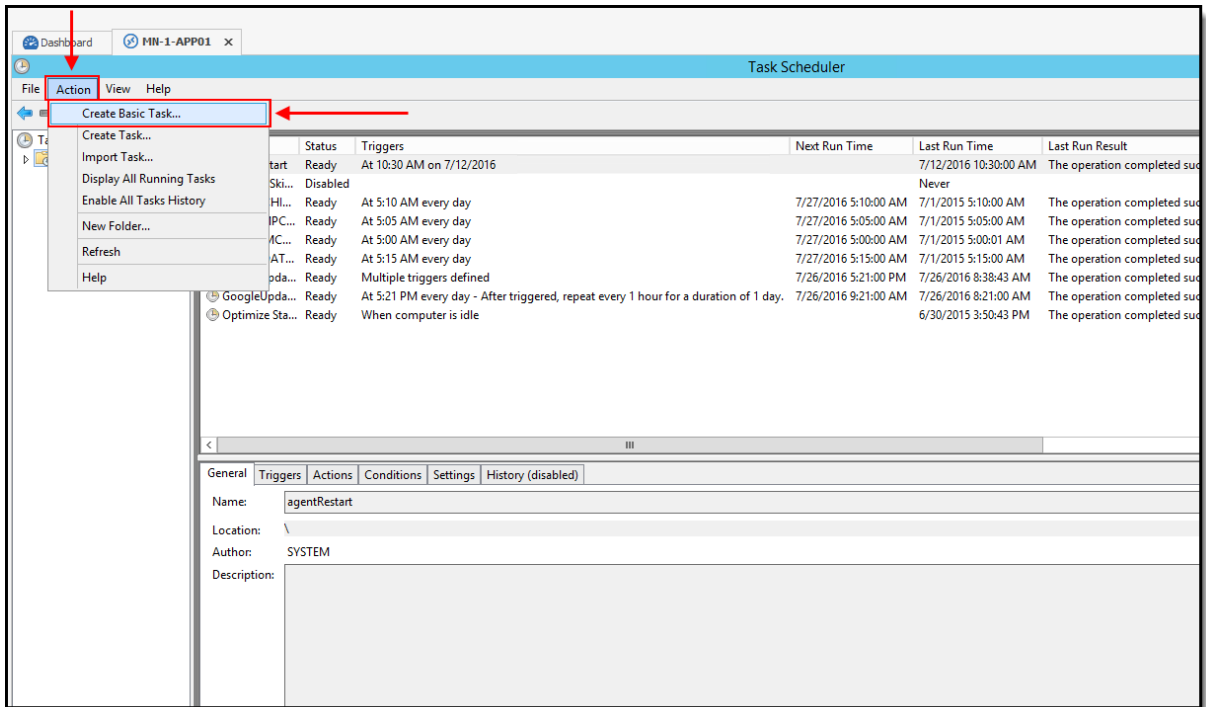 Dashboard MN-1-APP01 x
Task Scheduler
File Action View Help
Create Basic Task...
Create Task...
Import Task...
Display All Running Tasks
Enable All Tasks History
New Folder...
Refresh
Help
Status Triggers Next Run Time Last Run Time Last Run Result
tart Ready At 10:30 AM on 7/12/2016 7/12/2016 10:30:00 AM The operation completed suc
Ski... Disabled Never
HI... Ready At 5:10 AM every day 7/27/2016 5:10:00 AM 7/1/2015 5:10:00 AM The operation completed suc
IPC... Ready At 5:05 AM every day 7/27/2016 5:05:00 AM 7/1/2015 5:05:00 AM The operation completed suc
MC... Ready At 5:00 AM every day 7/27/2016 5:00:00 AM 7/1/2015 5:00:01 AM The operation completed suc
AT... Ready At 5:15 AM every day 7/27/2016 5:15:00 AM 7/1/2015 5:15:00 AM The operation completed suc
pda... Ready Multiple triggers defined 7/26/2016 5:21:00 PM 7/26/2016 8:38:43 AM The operation completed suc
GoogleUpda... Ready At 5:21 PM every day - After triggered, repeat every 1 hour for a duration of 1 day. 7/26/2016 9:21:00 AM 7/26/2016 8:21:00 AM The operation completed suc
Optimize Sta... Ready When computer is idle 6/30/2015 3:50:43 PM The operation completed suc
General Triggers Actions Conditions Settings History (disabled)
Name: agentRestart
Location: \
Author: SYSTEM
Description: